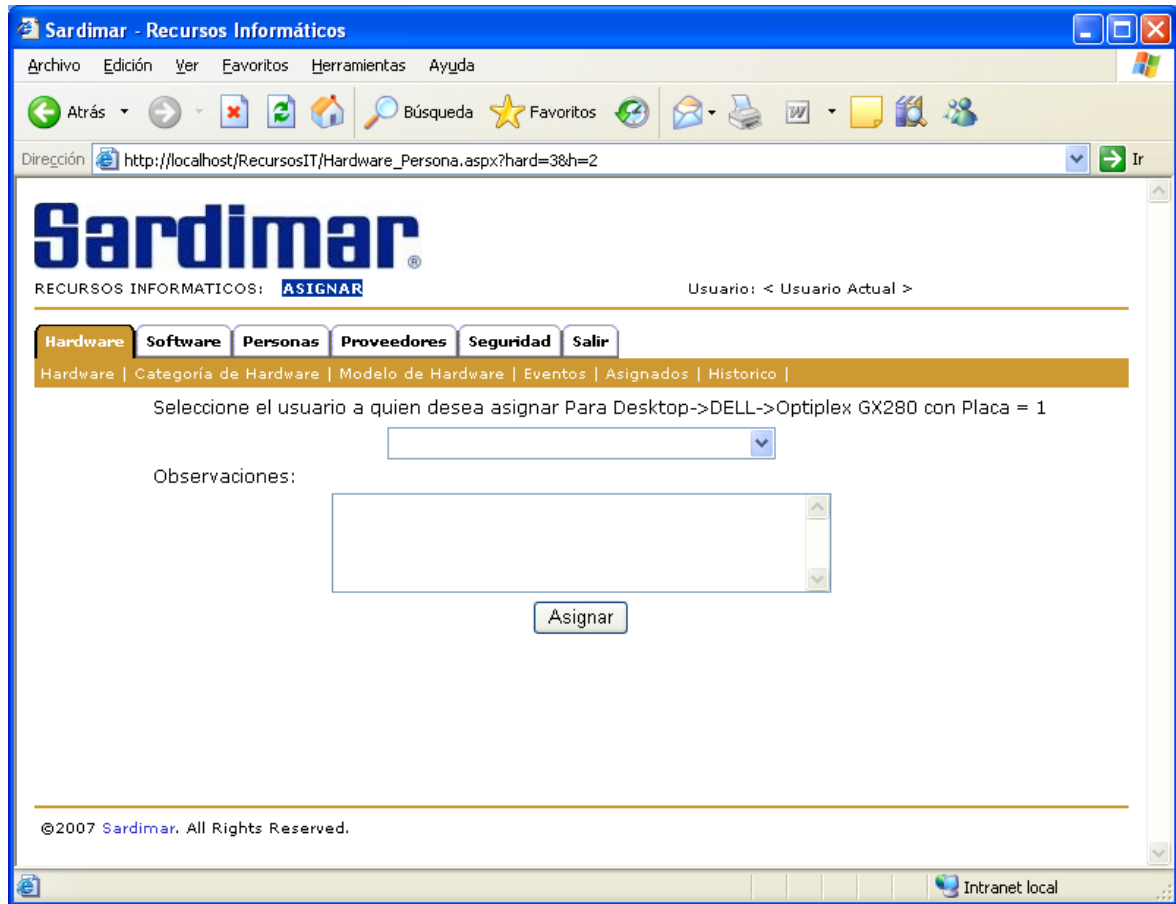 Sardimar - Recursos Informáticos
Archivo Edición Ver Favoritos Herramientas Ayuda
Atrás Búsqueda Favoritos
Dirección http://localhost/RecursosIT/Hardware_Persona.aspx?hard=3&h=2 Ir
Sardimar®
RECURSOS INFORMATICOS: ASIGNAR Usuario: < Usuario Actual >
Hardware Software Personas Proveedores Seguridad Salir
Hardware | Categoría de Hardware | Modelo de Hardware | Eventos | Asignados | Historico |
Seleccione el usuario a quien desea asignar Para Desktop->DELL->Optiplex GX280 con Placa = 1
Observaciones:
Asignar
©2007 Sardimar. All Rights Reserved.
Intranet local